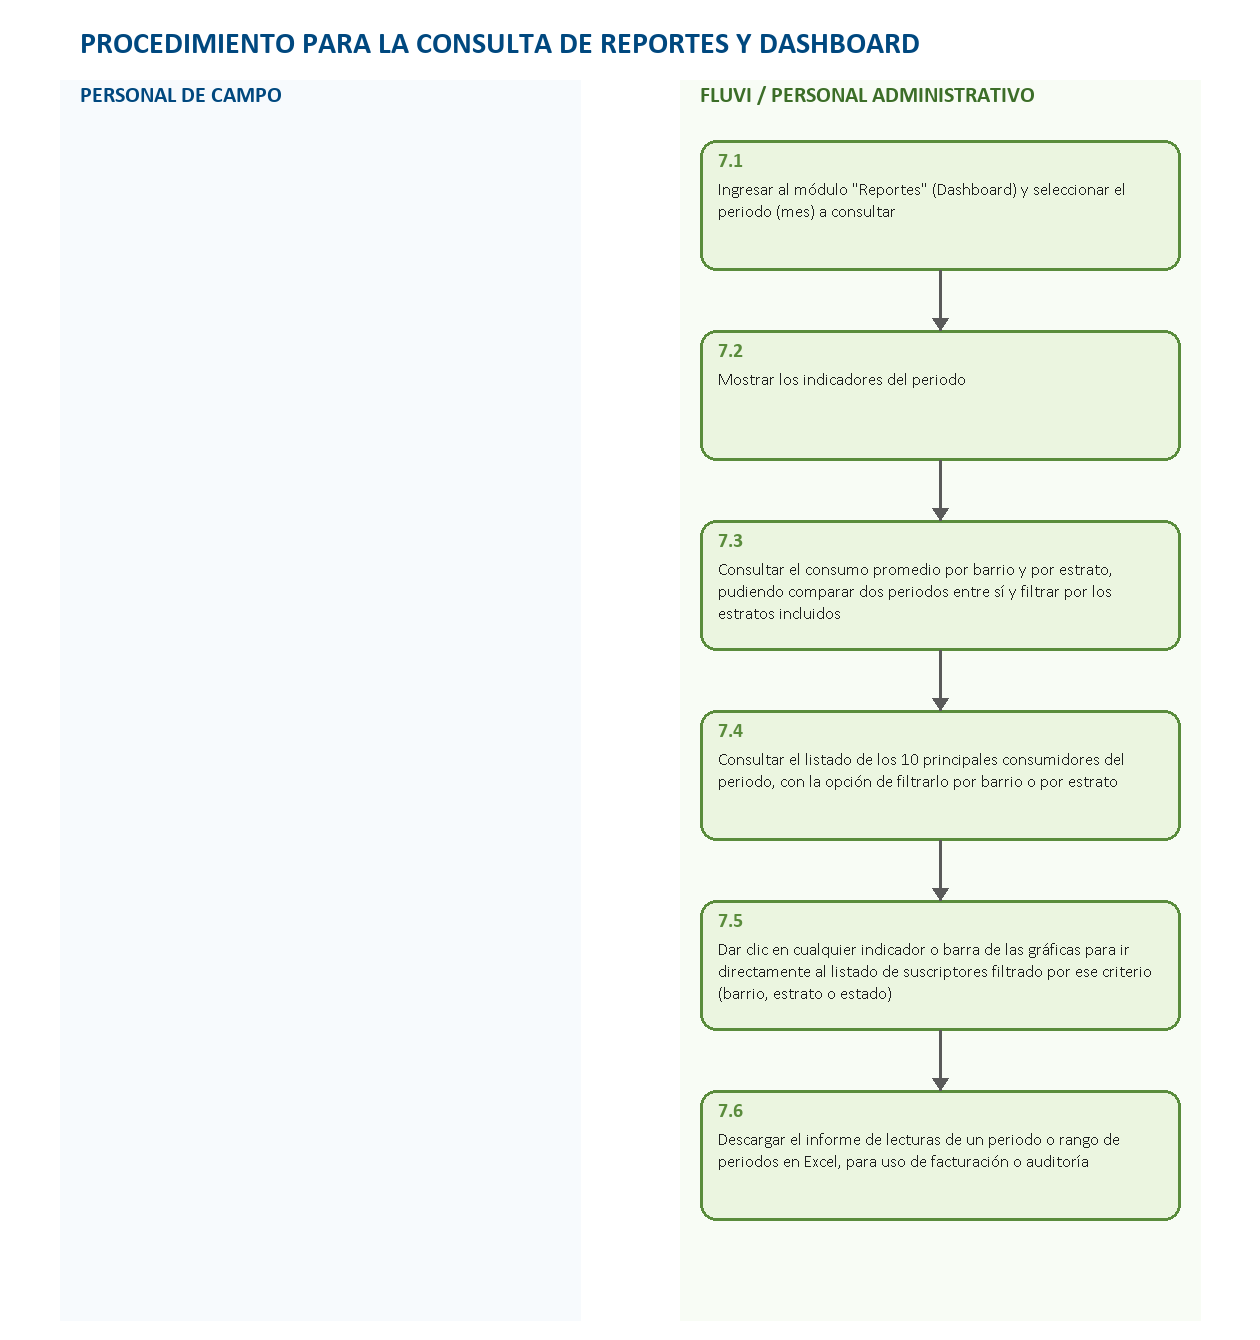 PROCEDIMIENTO PARA LA CONSULTA DE REPORTES Y DASHBOARD
PERSONAL DE CAMPO
FLUVI / PERSONAL ADMINISTRATIVO
7.1
Ingresar al módulo "Reportes" (Dashboard) y seleccionar el
periodo (mes) a consultar
7.2
Mostrar los indicadores del periodo
7.3
Consultar el consumo promedio por barrio y por estrato,
pudiendo comparar dos periodos entre sí y filtrar por los
estratos incluidos
7.4
Consultar el listado de los 10 principales consumidores del
periodo, con la opción de filtrarlo por barrio o por estrato
7.5
Dar clic en cualquier indicador o barra de las gráficas para ir
directamente al listado de suscriptores filtrado por ese criterio
(barrio, estrato o estado)
7.6
Descargar el informe de lecturas de un periodo o rango de
periodos en Excel, para uso de facturación o auditoría